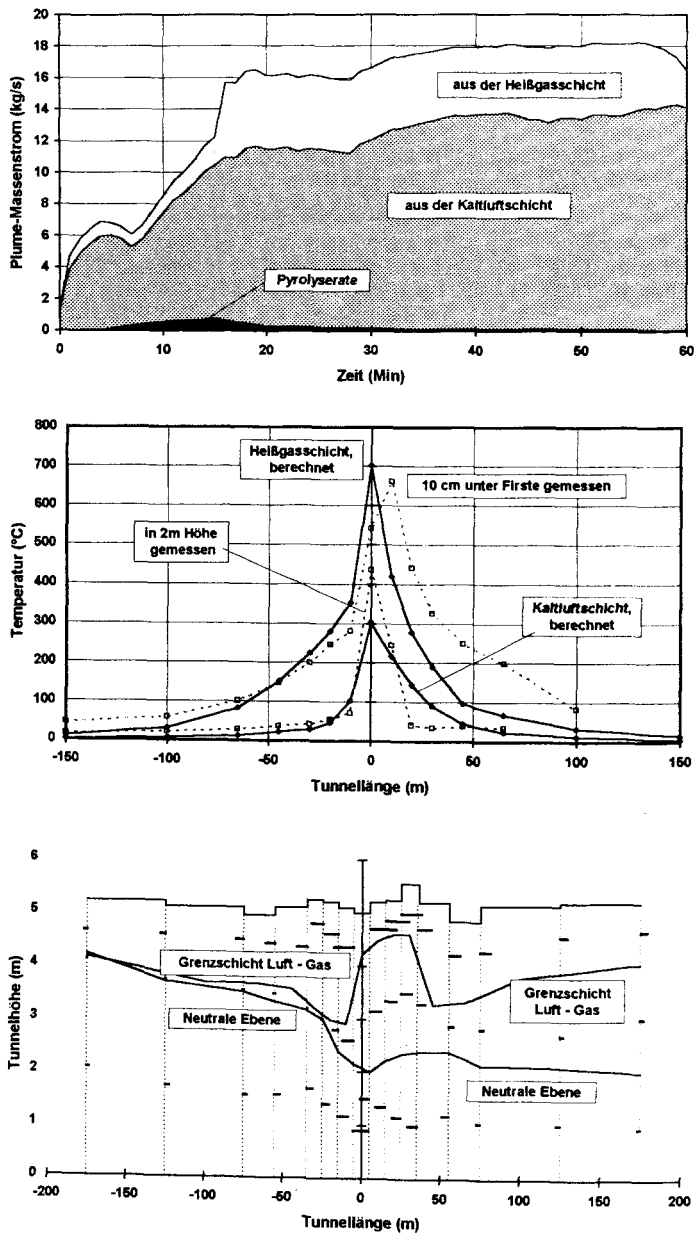 20
18
16
14
12
10
8
6
4
2
0
Plume-Massenstrom (kg/s)
aus der Heißgasschicht
aus der Kaltluftschicht
Pyrolyserate
0
10
20
30
40
50
60
Zeit (Min)
800
700
600
500
400
300
200
100
0
Temperatur (°C)
Heißgasschicht,
berechnet
10 cm unter Firste gemessen
in 2m Höhe
gemessen
Kaltluftschicht,
berechnet
-150
-100
-50
0
50
100
150
Tunnellänge (m)
6
5
4
3
2
1
0
Tunnelhöhe (m)
Grenzschicht Luft - Gas
Neutrale Ebene
Grenzschicht
Luft - Gas
Neutrale Ebene
-200
-150
-100
-50
0
50
100
150
200
Tunnellänge (m)